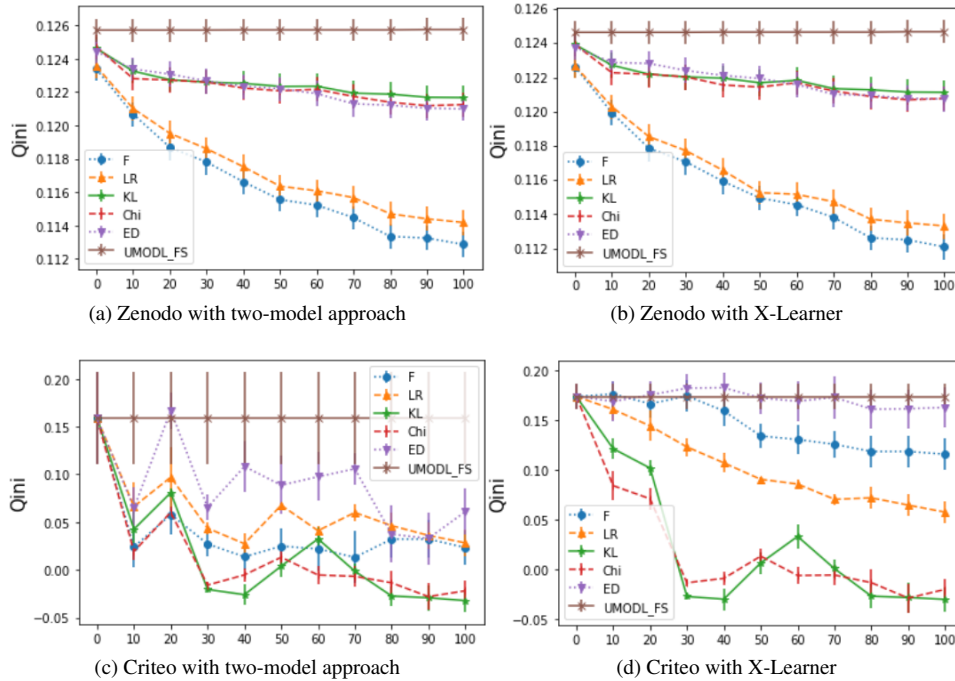 0.126
0.124
0.122
0.120
0.118
0.116
0.114
0.112
Qini
F
LR
KL
Chi
ED
UMODL_FS
0 10 20 30 40 50 60 70 80 90 100
(a) Zenodo with two-model approach
0.126
0.124
0.122
0.120
0.118
0.116
0.114
0.112
Qini
F
LR
KL
Chi
ED
UMODL_FS
0 10 20 30 40 50 60 70 80 90 100
(b) Zenodo with X-Learner
0.20
0.15
0.10
0.05
0.00
−0.05
Qini
F
LR
KL
Chi
ED
UMODL_FS
0 10 20 30 40 50 60 70 80 90 100
(c) Criteo with two-model approach
0.20
0.15
0.10
0.05
0.00
−0.05
Qini
F
LR
KL
Chi
ED
UMODL_FS
0 10 20 30 40 50 60 70 80 90 100
(d) Criteo with X-Learner